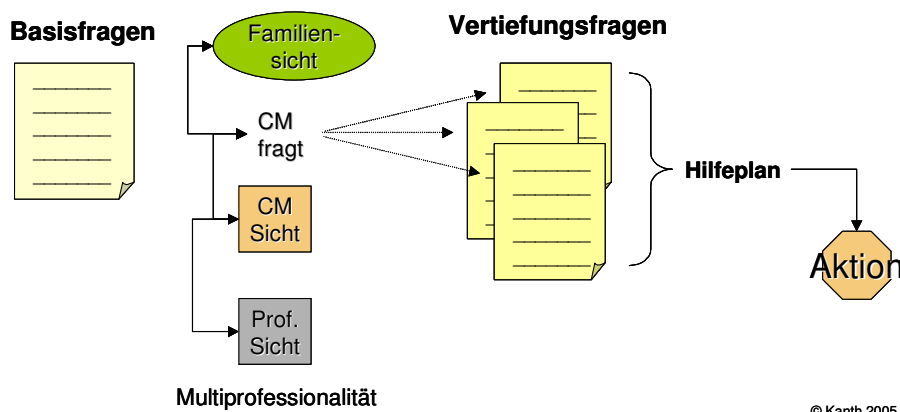 Basisfragen
Familien-
sicht
CM
fragt
CM
Sicht
Prof.
Sicht
Multiprofessionalität
Vertiefungsfragen
Hilfeplan
Aktion
© Kanth 2005